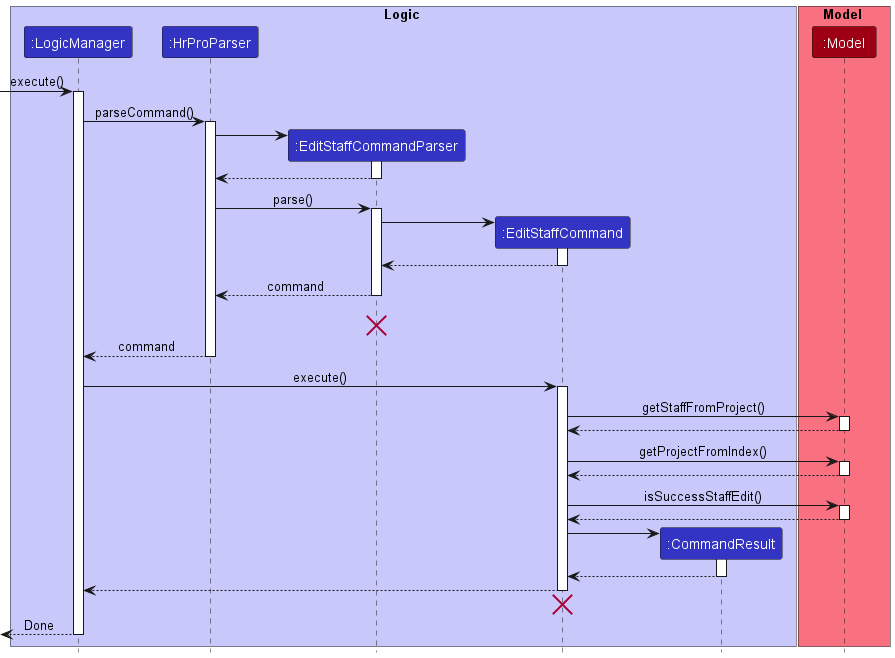 Logic
Model
:LogicManager
:HrProParser
:Model
execute()
parseCommand()
:EditStaffCommandParser
parse()
:EditStaffCommand
command
command
execute()
getStaffFromProject()
getProjectFromIndex()
isSuccessStaffEdit()
:CommandResult
Done